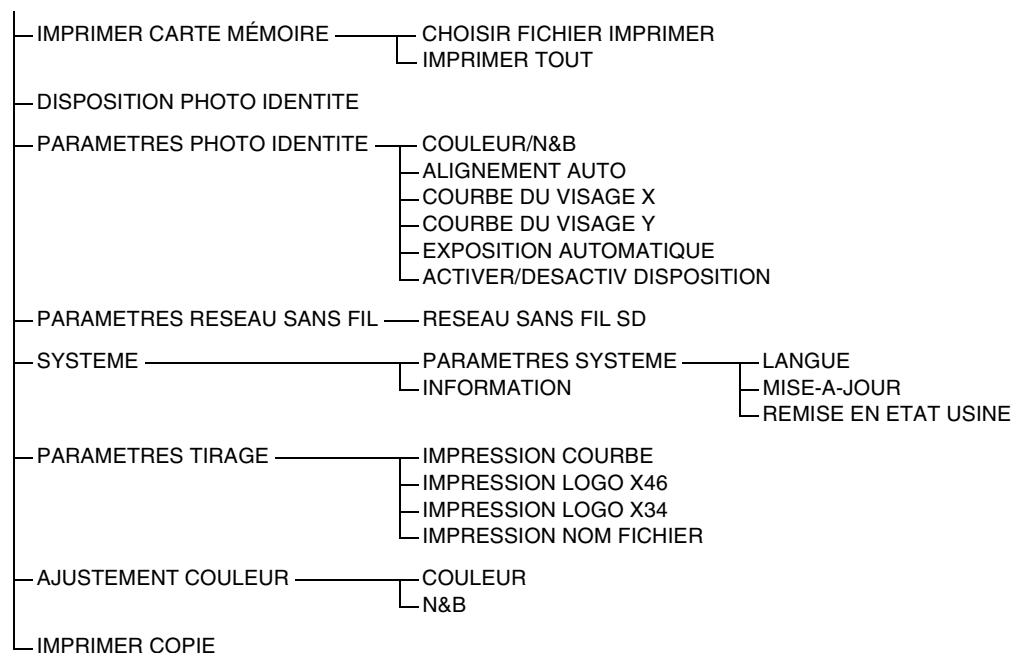 IMPRIMER CARTE MÉMOIRE CHOISIR FICHIER IMPRIMER
IMPRIMER TOUT
DISPOSITION PHOTO IDENTITE
PARAMETRES PHOTO IDENTITE COULEUR/N&B
ALIGNEMENT AUTO
COURBE DU VISAGE X
COURBE DU VISAGE Y
EXPOSITION AUTOMATIQUE
ACTIVER/DESACTIV DISPOSITION
PARAMETRES RESEAU SANS FIL RESEAU SANS FIL SD
SYSTEME PARAMETRES SYSTEME LANGUE
INFORMATION MISE-A-JOUR
REMISE EN ETAT USINE
PARAMETRES TIRAGE IMPRESSION COURBE
IMPRESSION LOGO X46
IMPRESSION LOGO X34
IMPRESSION NOM FICHIER
AJUSTEMENT COULEUR COULEUR
N&B
IMPRIMER COPIE